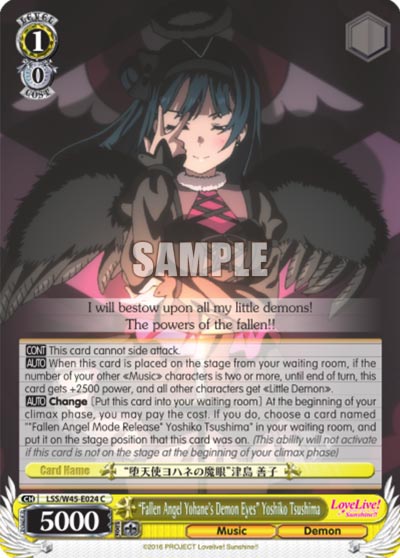 LEVEL
1
0
COST
SAMPLE
I will bestow upon all my little demons!
The powers of the fallen!!
CONT This card cannot side attack.
AUTO When this card is placed on the stage from your waiting room, if the
number of your other «Music» characters is two or more, until end of turn, this
card gets +2500 power, and all other characters get «Little Demon».
AUTO Change [Put this card into your waiting room] At the beginning of your
climax phase, you may pay the cost. If you do, choose a card named
""Fallen Angel Mode Release" Yoshiko Tsushima" in your waiting room, and
put it on the stage position that this card was on. (This ability will not activate
if this card is not on the stage at the beginning of your climax phase)
Card Name "堕天使ヨハネの魔眼"津島 善子
CH LSS/W45-E024 C
"Fallen Angel Yohane's Demon Eyes" Yoshiko Tsushima
LoveLive!
Sunshine!!
5000
Music Demon
©2016 PROJECT Lovelive! Sunshine!!